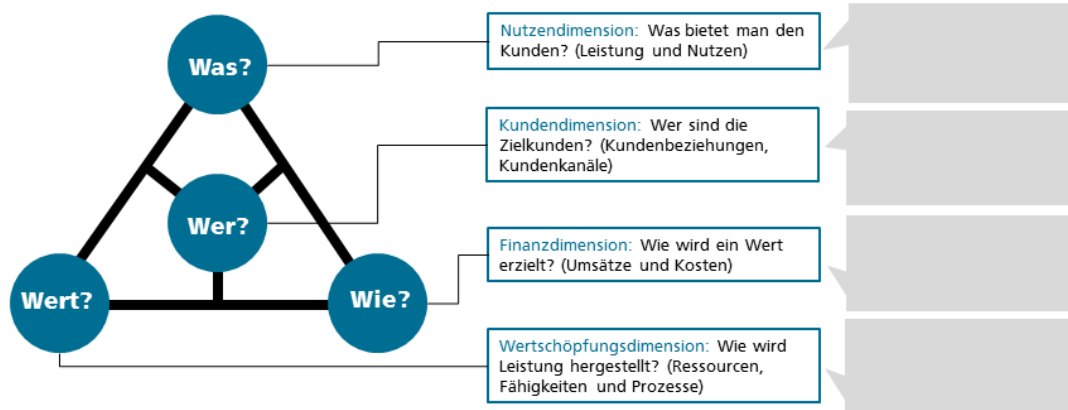 Was?
Wer?
Wert?
Wie?
Nutzendimension: Was bietet man den
Kunden? (Leistung und Nutzen)
Kundendimension: Wer sind die
Zielkunden? (Kundenbeziehungen,
Kundenkanäle)
Finanzdimension: Wie wird ein Wert
erzielt? (Umsätze und Kosten)
Wertschöpfungsdimension: Wie wird
Leistung hergestellt? (Ressourcen,
Fähigkeiten und Prozesse)